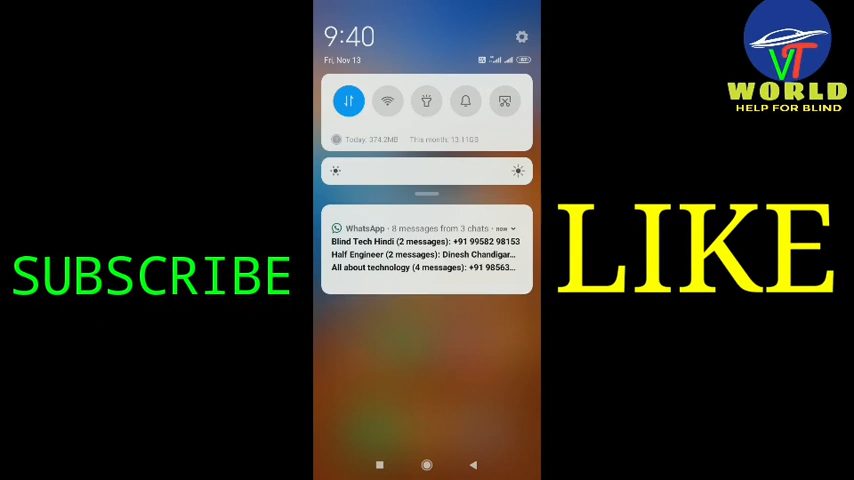 9:40
Fri, Nov 13
Today: 374.2MB This month: 13.11GB
WhatsApp • 8 messages from 3 chats • now
Blind Tech Hindi (2 messages): +91 99582 98153
Half Engineer (2 messages): Dinesh Chandigar...
All about technology (4 messages): +91 98563...
SUBSCRIBE
LIKE
VT
WORLD
HELP FOR BLIND